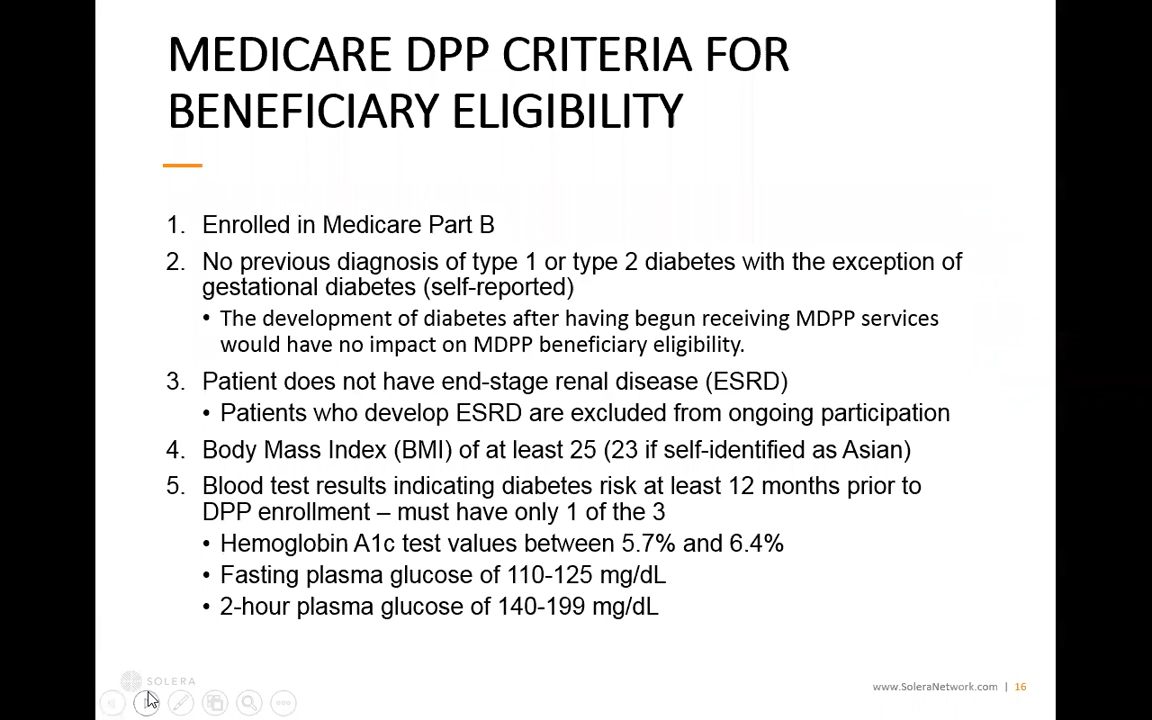 MEDICARE DPP CRITERIA FOR
BENEFICIARY ELIGIBILITY
1. Enrolled in Medicare Part B
2. No previous diagnosis of type 1 or type 2 diabetes with the exception of
gestational diabetes (self-reported)
• The development of diabetes after having begun receiving MDPP services
would have no impact on MDPP beneficiary eligibility.
3. Patient does not have end-stage renal disease (ESRD)
• Patients who develop ESRD are excluded from ongoing participation
4. Body Mass Index (BMI) of at least 25 (23 if self-identified as Asian)
5. Blood test results indicating diabetes risk at least 12 months prior to
DPP enrollment – must have only 1 of the 3
• Hemoglobin A1c test values between 5.7% and 6.4%
• Fasting plasma glucose of 110-125 mg/dL
• 2-hour plasma glucose of 140-199 mg/dL
SOLERA
www.SoleraNetwork.com | 16